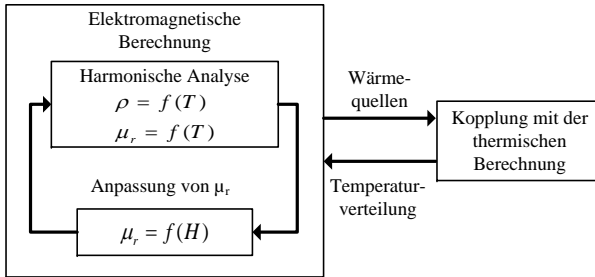 Elektromagnetische
Berechnung
Harmonische Analyse
ρ = f(T)
μr = f(T)
Anpassung von μr
μr = f(H)
Wärme-
quellen
Temperatur-
verteilung
Kopplung mit der
thermischen
Berechnung